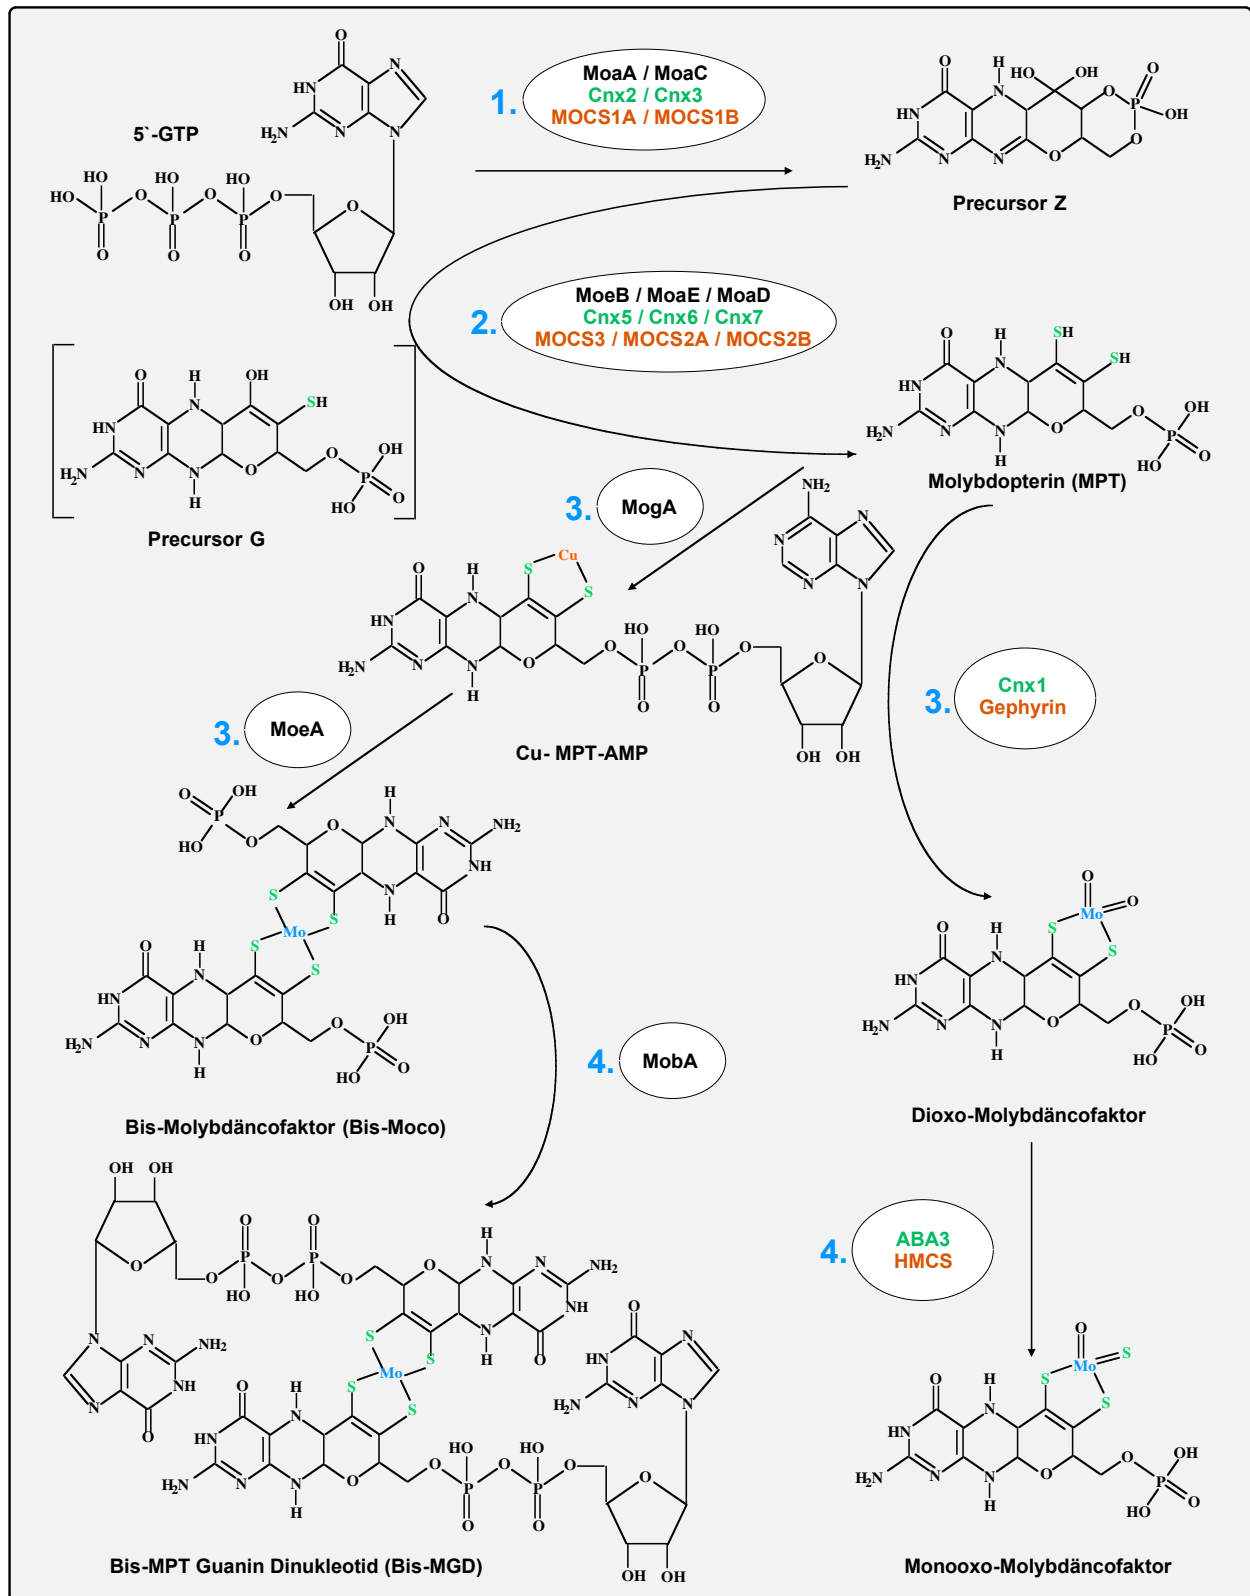 5`-GTP
1.
MoaA / MoaC
Cnx2 / Cnx3
MOCS1A / MOCS1B
Precursor Z
2.
MoeB / MoaE / MoaD
Cnx5 / Cnx6 / Cnx7
MOCS3 / MOCS2A / MOCS2B
Precursor G
Molybdopterin (MPT)
3.
MogA
Cu- MPT-AMP
3.
Cnx1
Gephyrin
3.
MoeA
Bis-Molybdäncofaktor (Bis-Moco)
4.
MobA
Dioxo-Molybdäncofaktor
4.
ABA3
HMCS
Bis-MPT Guanin Dinukleotid (Bis-MGD)
Monooxo-Molybdäncofaktor